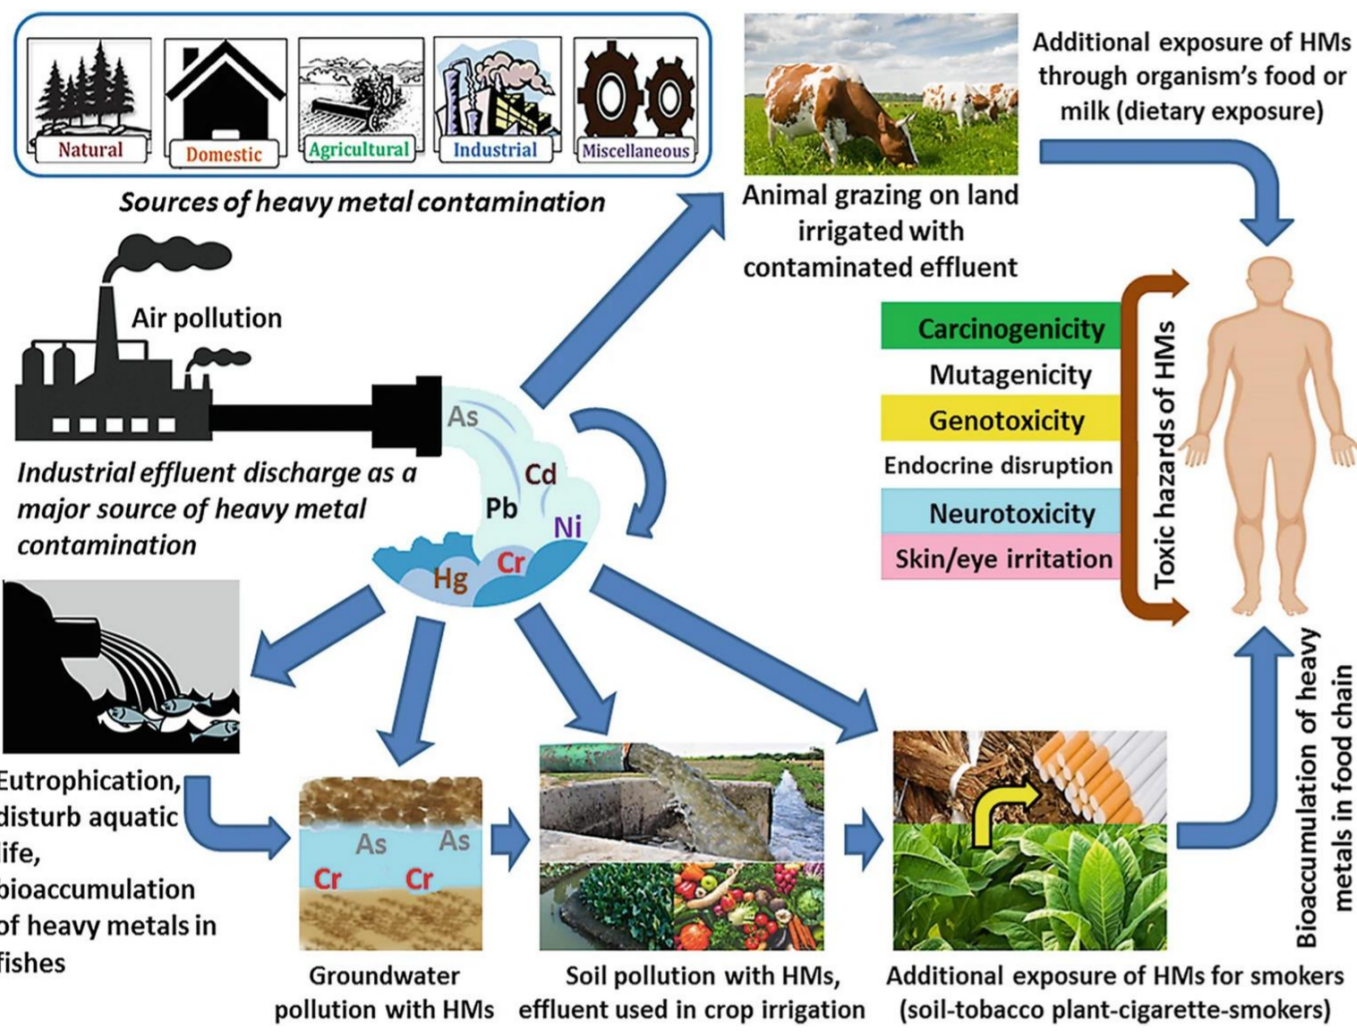 Natural
Domestic
Agricultural
Industrial
Miscellaneous
Sources of heavy metal contamination
Additional exposure of HMs
through organism's food or
milk (dietary exposure)
Animal grazing on land
irrigated with
contaminated effluent
Air pollution
Industrial effluent discharge as a
major source of heavy metal
contamination
As
Cd
Pb
Ni
Cr
Hg
Carcinogenicity
Mutagenicity
Genotoxicity
Endocrine disruption
Neurotoxicity
Skin/eye irritation
Toxic hazards of HMs
Eutrophication,
disturb aquatic
life,
bioaccumulation
of heavy metals in
fishes
As
As
Cr
Cr
Groundwater
pollution with HMs
Soil pollution with HMs,
effluent used in crop irrigation
Additional exposure of HMs for smokers
(soil-tobacco plant-cigarette-smokers)
Bioaccumulation of heavy
metals in food chain